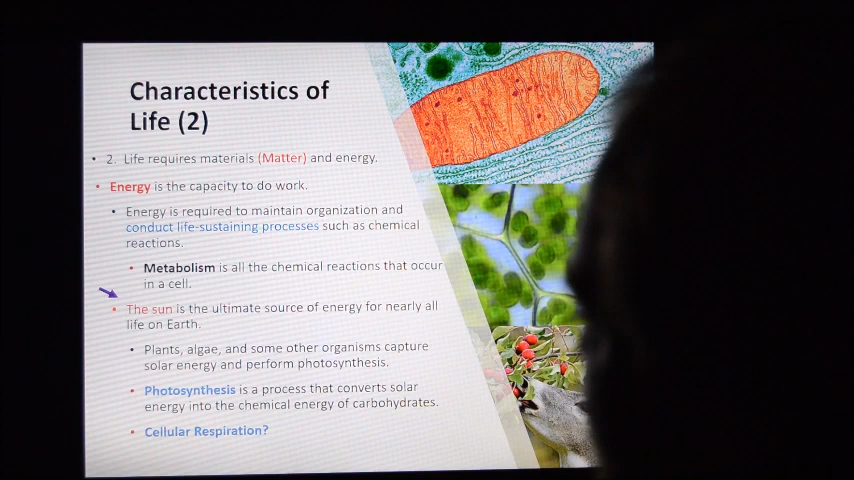 Characteristics of
Life (2)
• 2. Life requires materials (Matter) and energy.
• Energy is the capacity to do work.
• Energy is required to maintain organization and
conduct life-sustaining processes such as chemical
reactions.
• Metabolism is all the chemical reactions that occur
in a cell.
• The sun is the ultimate source of energy for nearly all
life on Earth.
• Plants, algae, and some other organisms capture
solar energy and perform photosynthesis.
• Photosynthesis is a process that converts solar
energy into the chemical energy of carbohydrates.
• Cellular Respiration?